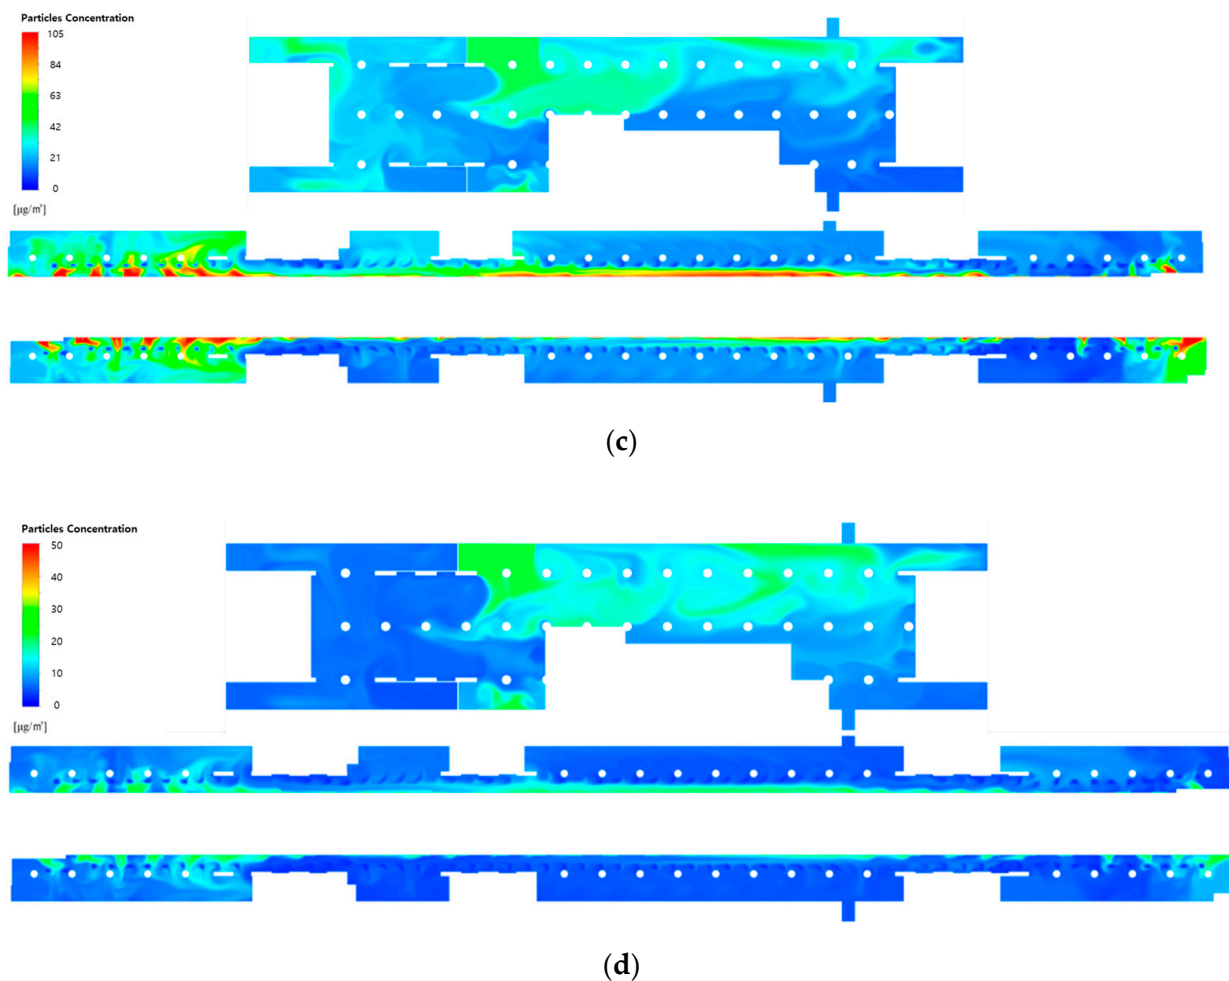 Particles Concentration
105
84
63
42
21
0
[μg/m³]
(c)
Particles Concentration
50
40
30
20
10
0
[μg/m³]
(d)